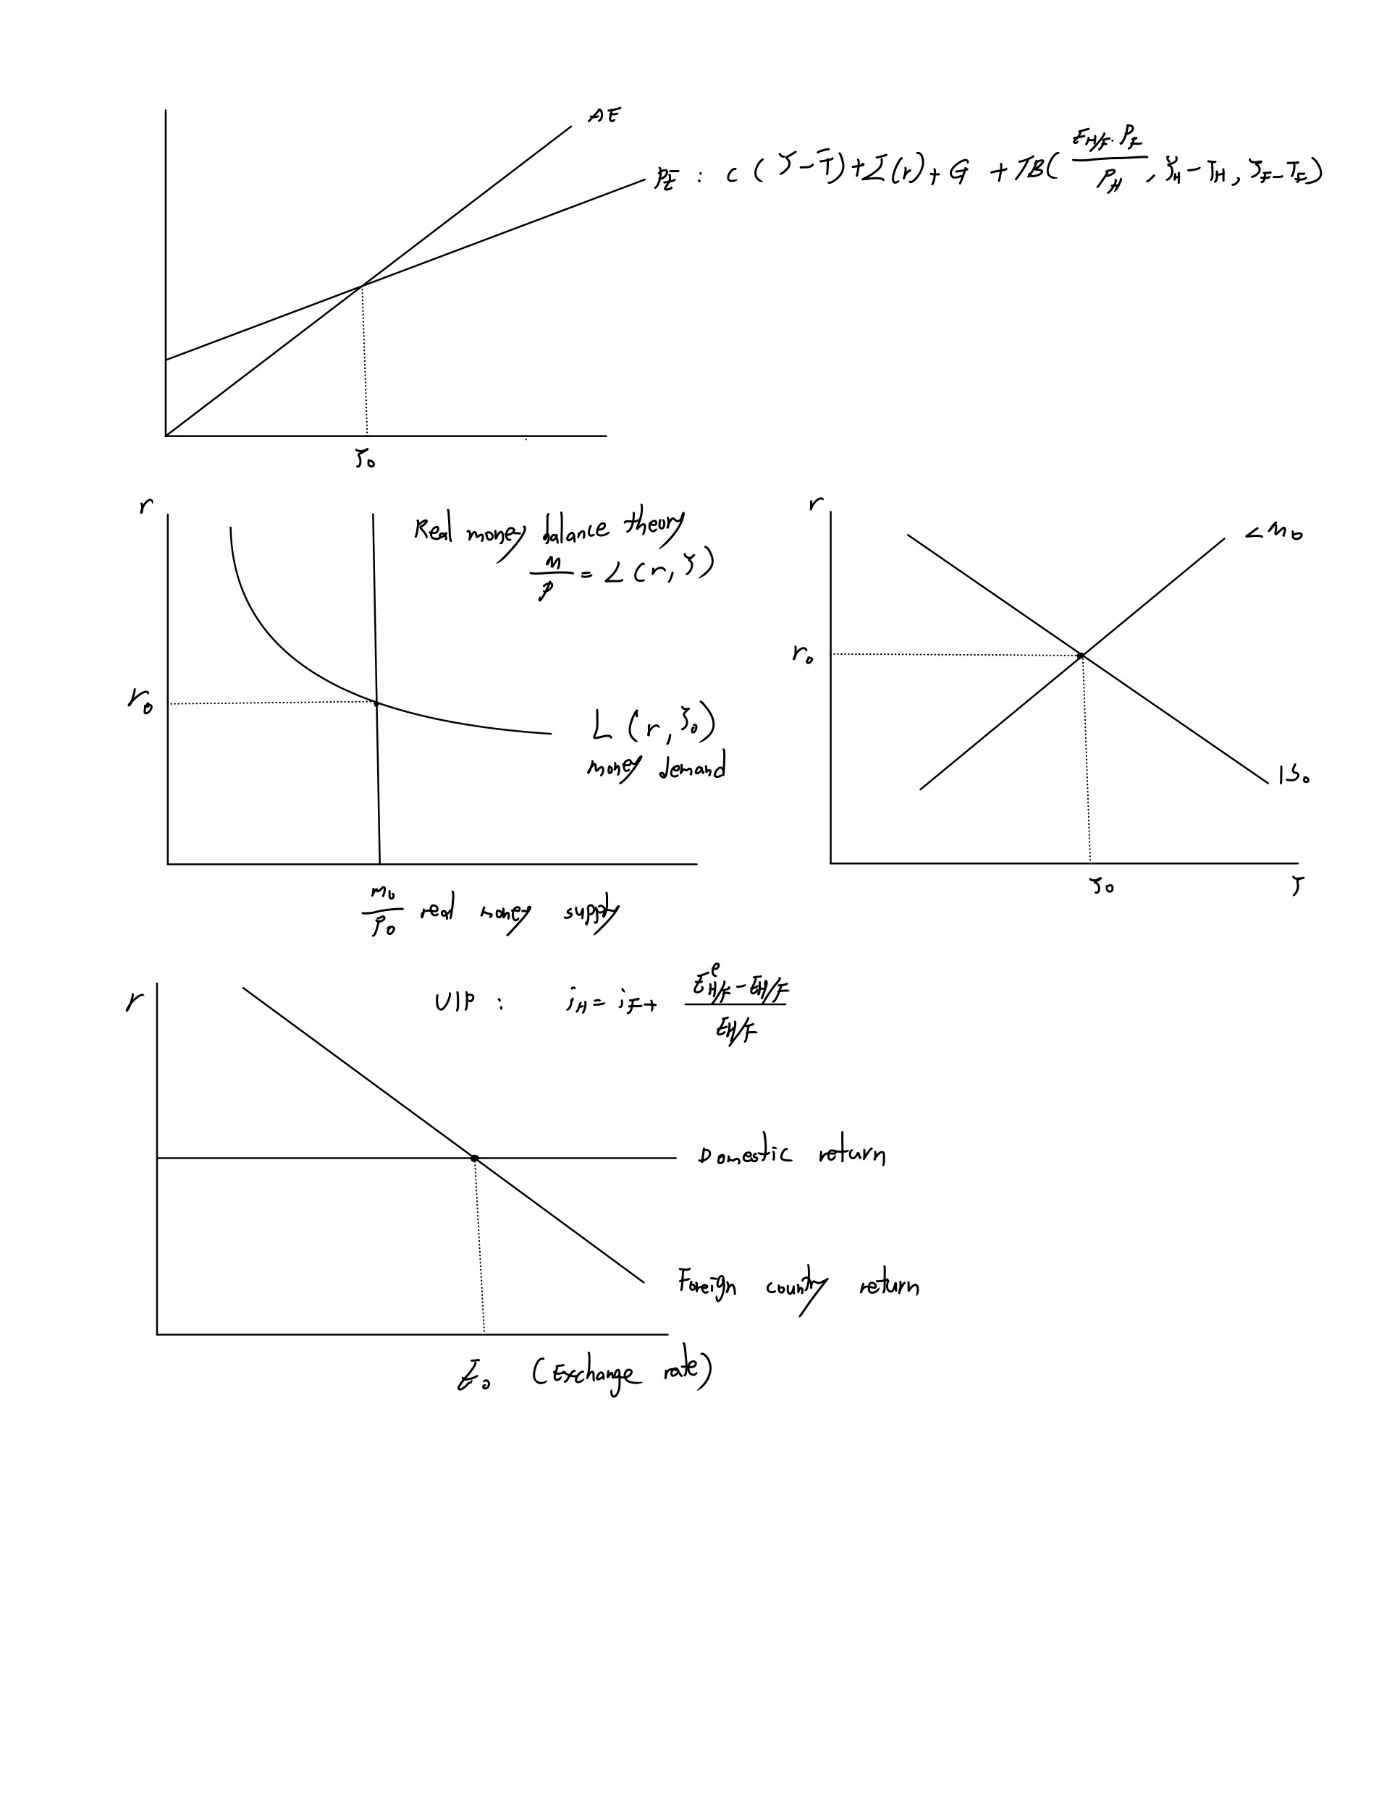 AE
PE : C (Y-T̄)+I(r)+G +TB( E_H/F·P_F / P_H , Y_H-T_H, Y_F-T_F)
Y₀
r
Real money balance theory
M/P = L(r, Y)
r₀
L (r, Y₀)
money demand
M₀/P₀ real money supply
r
LM₀
r₀
IS₀
Y₀ Y
r
UIP : i_H= i_F+ E^e_H/F - E_H/F / E_H/F
Domestic return
Foreign country return
E₀ (Exchange rate)